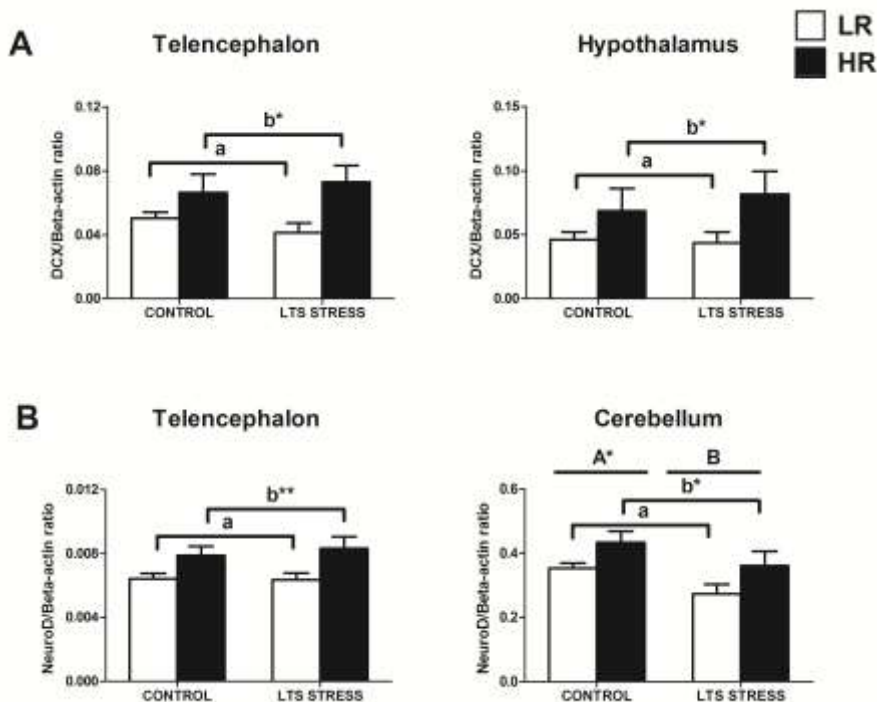 LR
HR
A
Telencephalon
Hypothalamus
DCX/Beta-actin ratio
0.12
0.08
0.04
0.00
b*
a
CONTROL
LTS STRESS
DCX/Beta-actin ratio
0.15
0.10
0.05
0.00
b*
a
CONTROL
LTS STRESS
B
Telencephalon
Cerebellum
NeuroD/Beta-actin ratio
0.012
0.008
0.004
0.000
b**
a
CONTROL
LTS STRESS
NeuroD/Beta-actin ratio
0.6
0.4
0.2
0.0
A*
B
b*
a
CONTROL
LTS STRESS